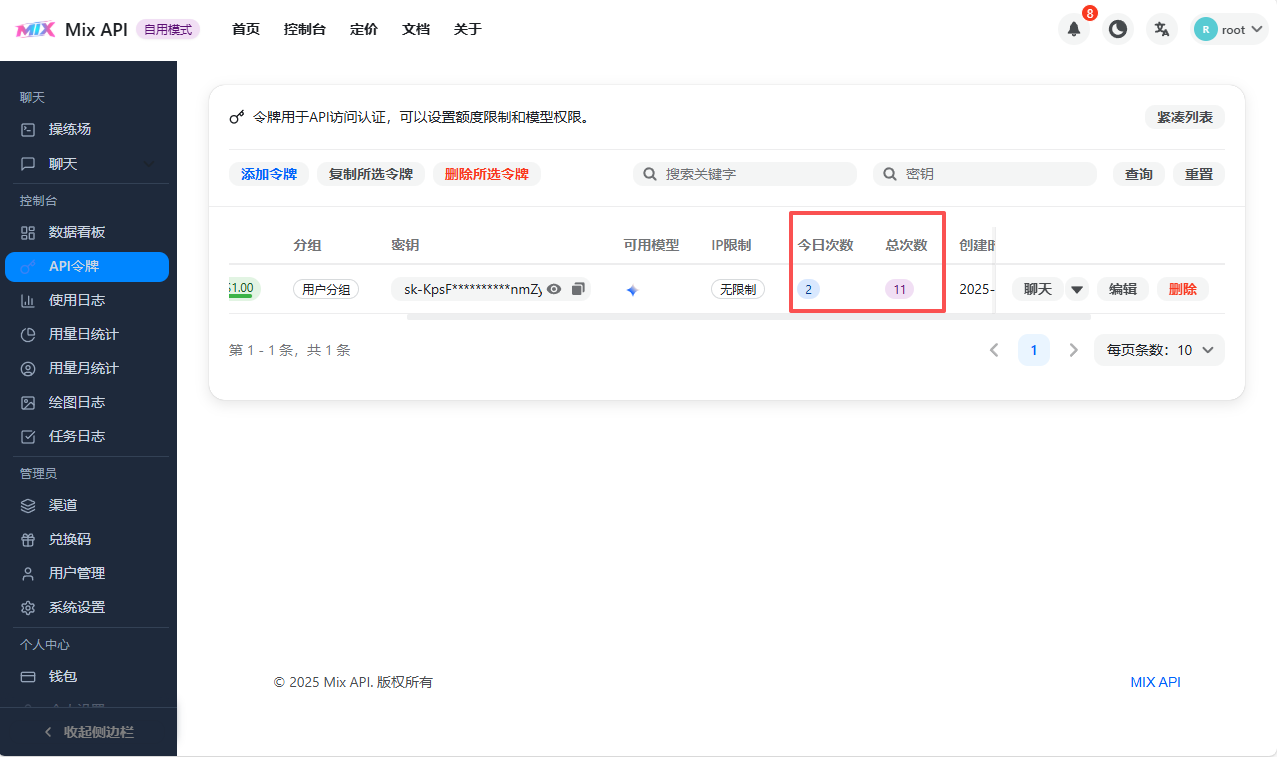 MIX Mix API 自用模式 首页 控制台 定价 文档 关于 8 R root
聊天
操练场
聊天
控制台
数据看板
API令牌
使用日志
用量日统计
用量月统计
绘图日志
任务日志
管理员
渠道
兑换码
用户管理
系统设置
个人中心
钱包
收起侧边栏
令牌用于API访问认证，可以设置额度限制和模型权限。 紧凑列表
添加令牌 复制所选令牌 删除所选令牌 搜索关键字 密钥 查询 重置
分组 密钥 可用模型 IP限制 今日次数 总次数 创建时
$1.00 用户分组 sk-KpsF**********nmZy 无限制 2 11 2025- 聊天 编辑 删除
第 1 - 1 条，共 1 条 1 每页条数：10
© 2025 Mix API. 版权所有 MIX API